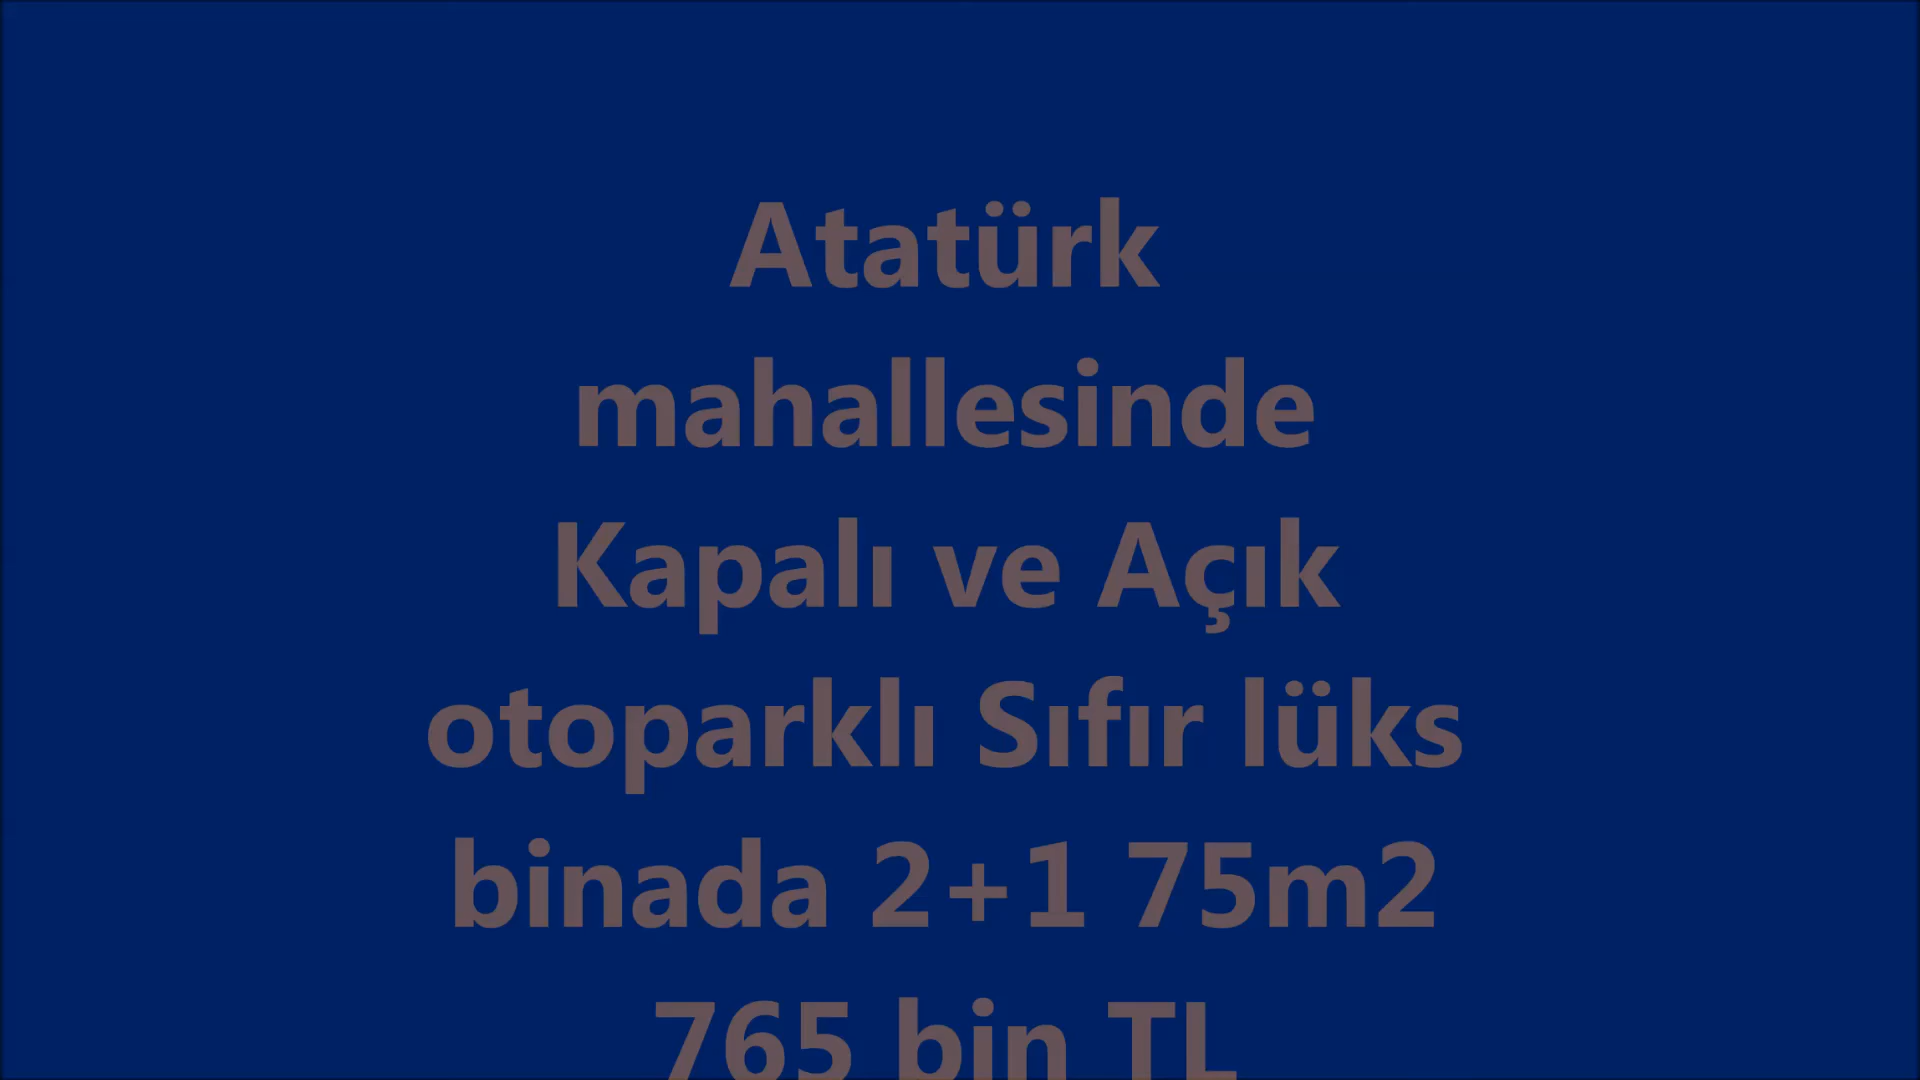 Atatürk
mahallesinde
Kapalı ve Açık
otoparklı Sıfır lüks
binada 2+1 75m2
765 bin TL